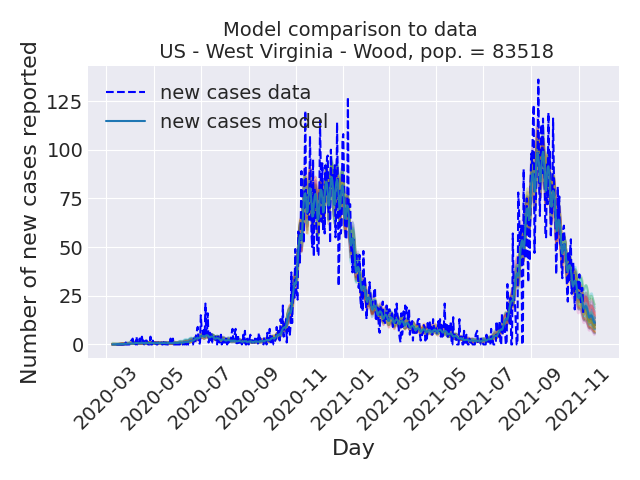 Model comparison to data
US - West Virginia - Wood, pop. = 83518
Number of new cases reported
125
100
75
50
25
0
new cases data
new cases model
2020-03
2020-05
2020-07
2020-09
2020-11
2021-01
2021-03
2021-05
2021-07
2021-09
2021-11
Day